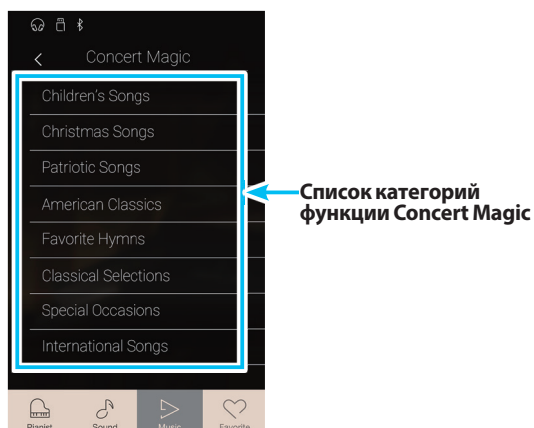 Concert Magic
Children's Songs
Christmas Songs
Patriotic Songs
American Classics
Favorite Hymns
Classical Selections
Special Occasions
International Songs
Список категорий
функции Concert Magic
Pianist Sound Music Favorite